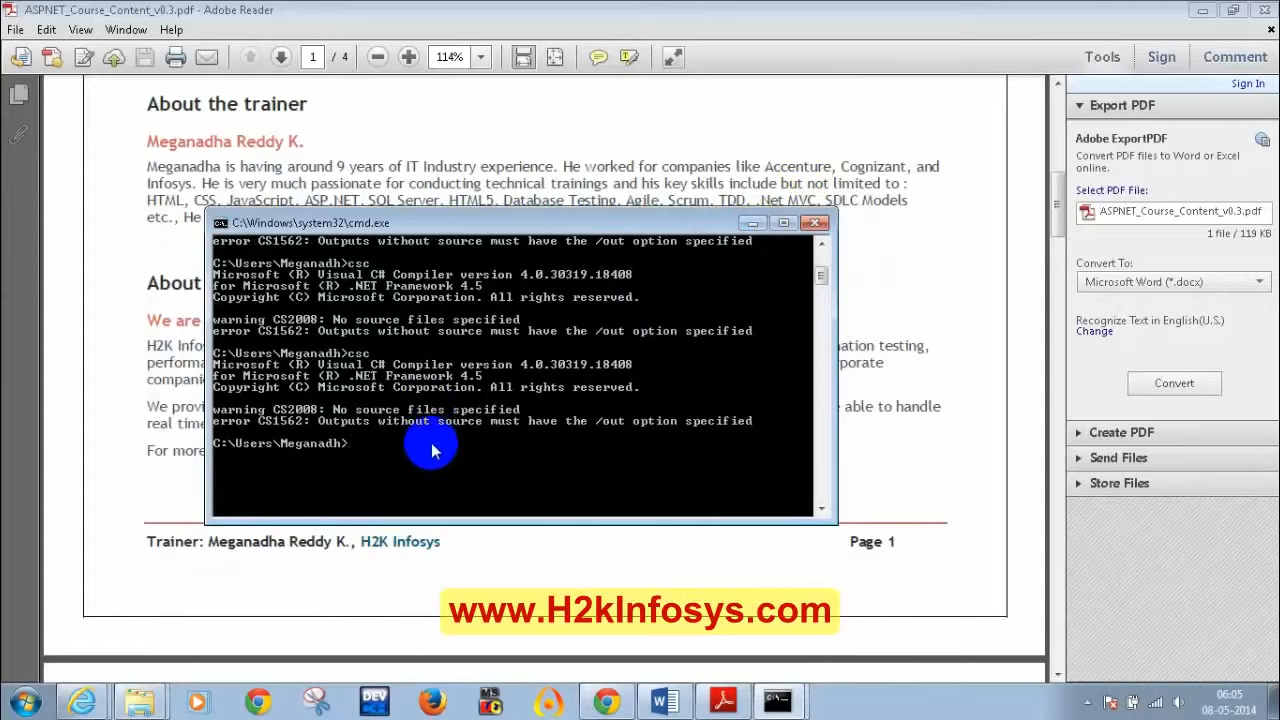 ASPNET_Course_Content_v0.3.pdf - Adobe Reader
File Edit View Window Help
1 / 4 114% Tools Sign Comment
Sign In
About the trainer
Meganadha Reddy K.
Meganadha is having around 9 years of IT Industry experience. He worked for companies like Accenture, Cognizant, and
Infosys. He is very much passionate for conducting technical trainings and his key skills include but not limited to :
HTML, CSS, JavaScript, ASP.NET, SQL Server, HTML5, Database Testing, Agile, Scrum, TDD, .Net MVC, SDLC Models
etc., He
About
We are
H2K Infos
performa
compani
We provi
real time
For more
ation testing,
rporate
able to handle
C:\Windows\system32\cmd.exe
error CS1562: Outputs without source must have the /out option specified
C:\Users\Meganadh>csc
Microsoft (R) Visual C# Compiler version 4.0.30319.18408
for Microsoft (R) .NET Framework 4.5
Copyright (C) Microsoft Corporation. All rights reserved.
warning CS2008: No source files specified
error CS1562: Outputs without source must have the /out option specified
C:\Users\Meganadh>csc
Microsoft (R) Visual C# Compiler version 4.0.30319.18408
for Microsoft (R) .NET Framework 4.5
Copyright (C) Microsoft Corporation. All rights reserved.
warning CS2008: No source files specified
error CS1562: Outputs without source must have the /out option specified
C:\Users\Meganadh>
Trainer: Meganadha Reddy K., H2K Infosys Page 1
www.H2kInfosys.com
Export PDF
Adobe ExportPDF
Convert PDF files to Word or Excel
online.
Select PDF File:
ASPNET_Course_Content_v0.3.pdf
1 file / 119 KB
Convert To:
Microsoft Word (*.docx)
Recognize Text in English(U.S.)
Change
Convert
Create PDF
Send Files
Store Files
DEV
MS
06:05
08-05-2014